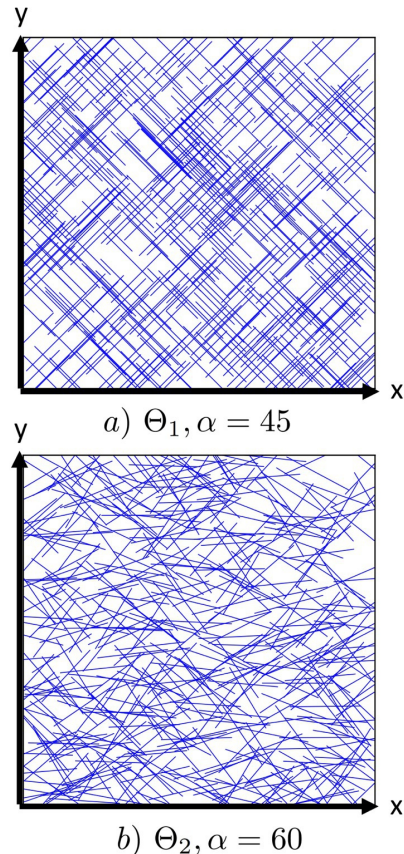 y
x
a) Θ₁, α = 45
y
x
b) Θ₂, α = 60